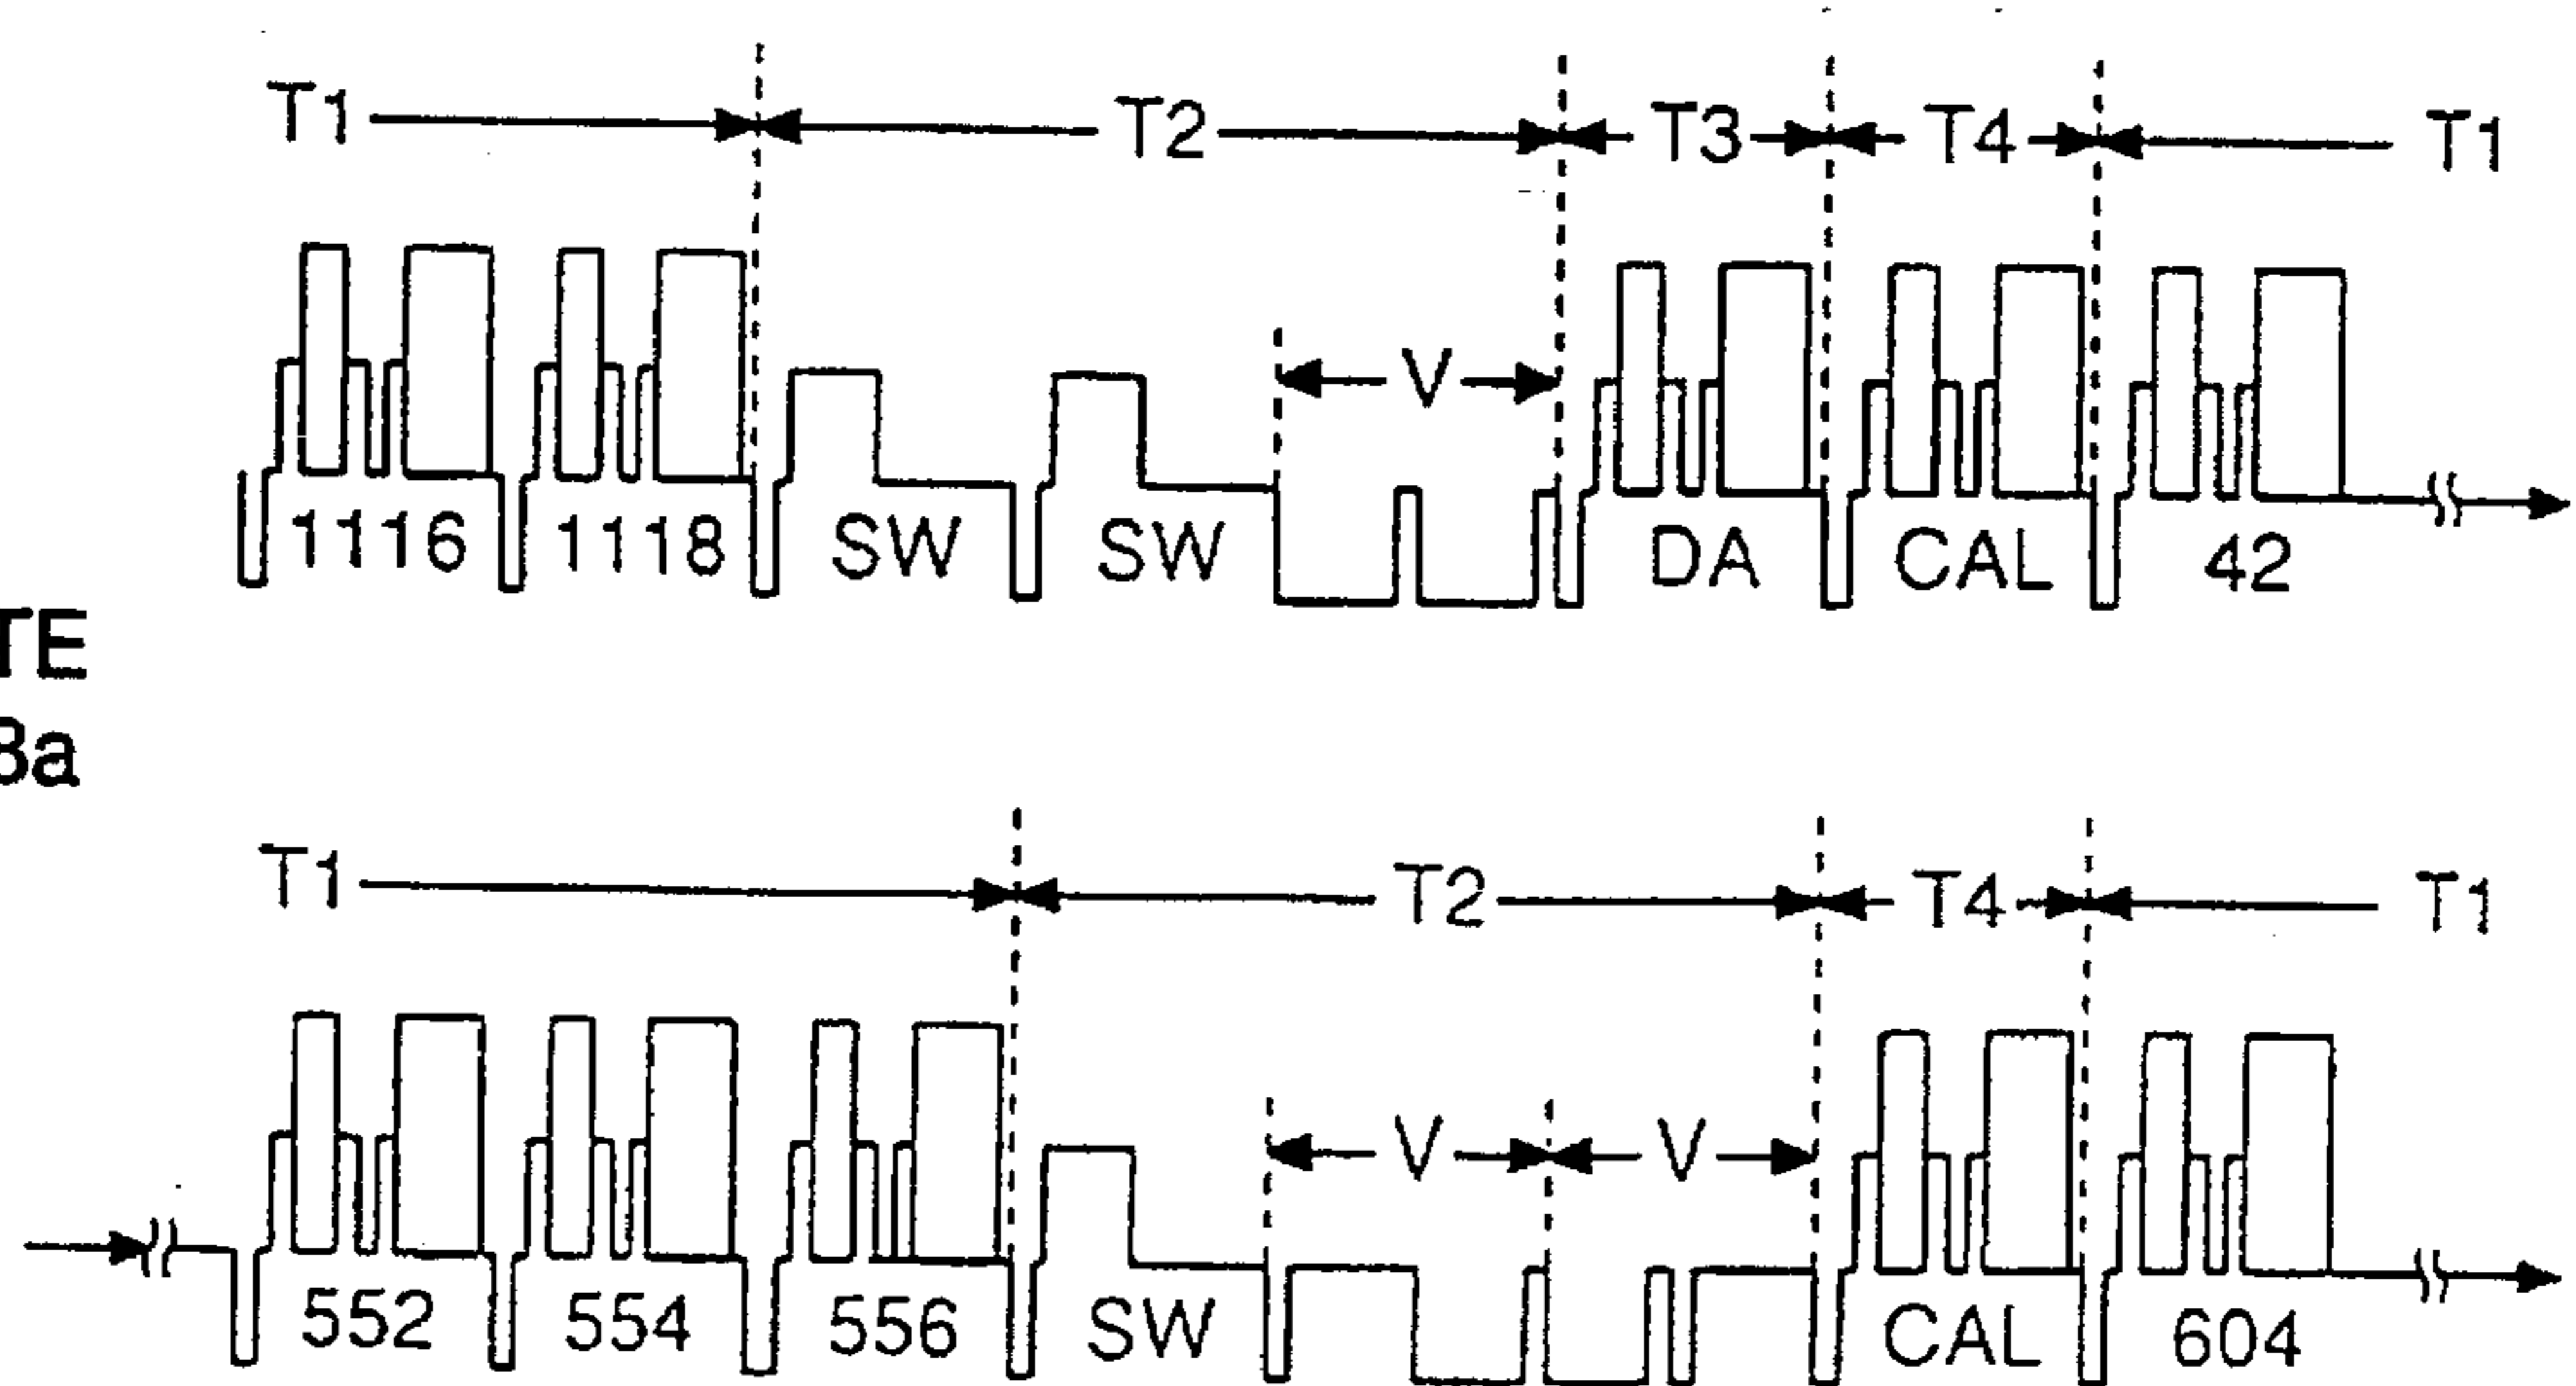 T1 T2 T3 T4 T1
V
1116 1118 SW SW DA CAL 42
TE
3a
T1 T2 T4 T1
V V
552 554 556 SW CAL 604